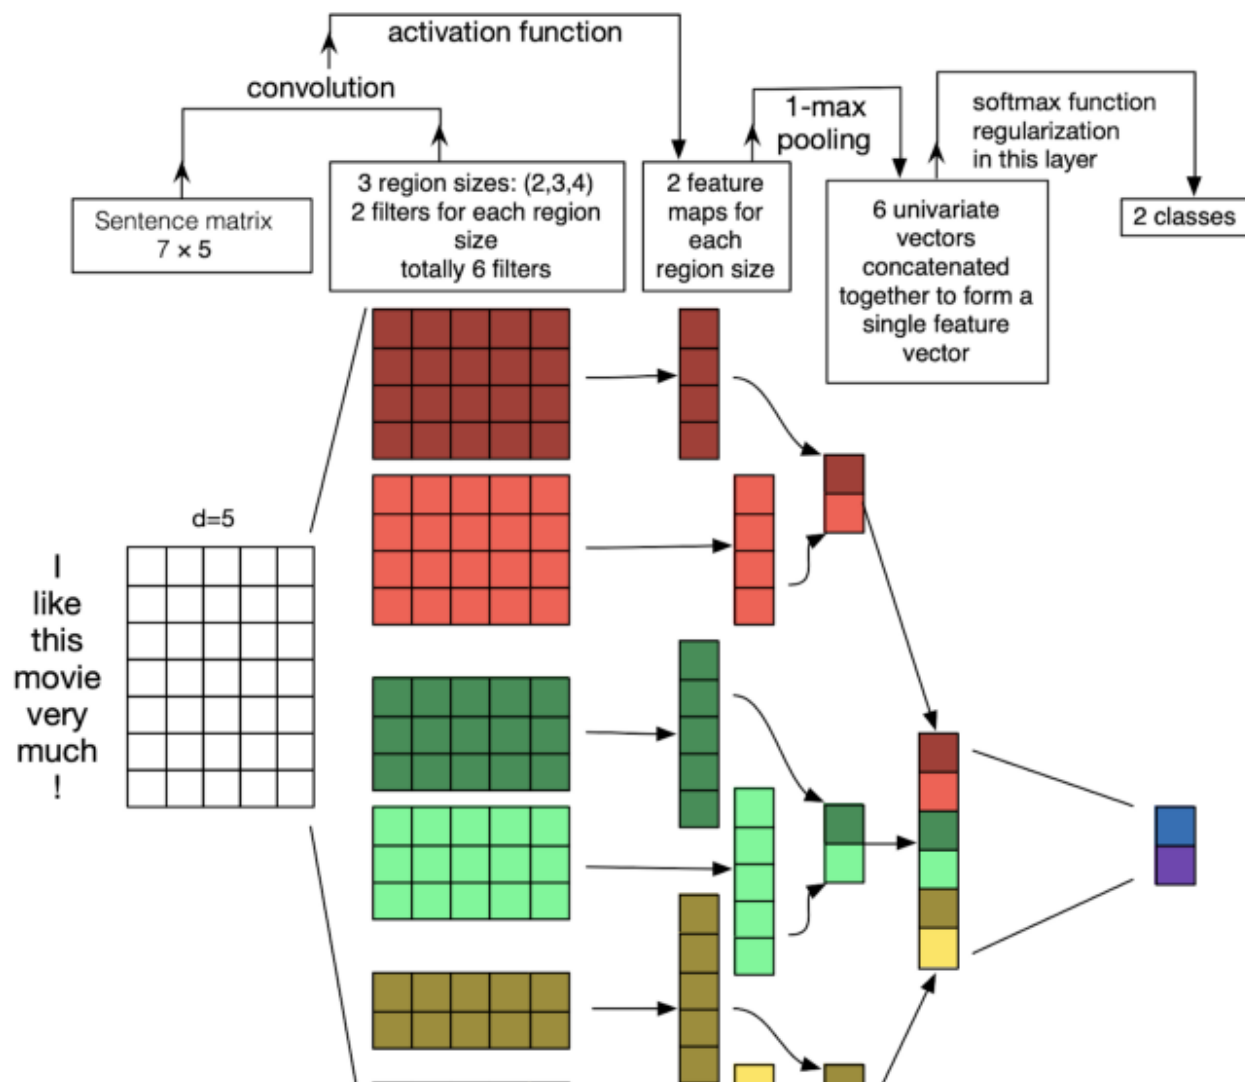 activation function
convolution
1-max
pooling
softmax function
regularization
in this layer
Sentence matrix
7 × 5
3 region sizes: (2,3,4)
2 filters for each region
size
totally 6 filters
2 feature
maps for
each
region size
6 univariate
vectors
concatenated
together to form a
single feature
vector
2 classes
d=5
I
like
this
movie
very
much
!